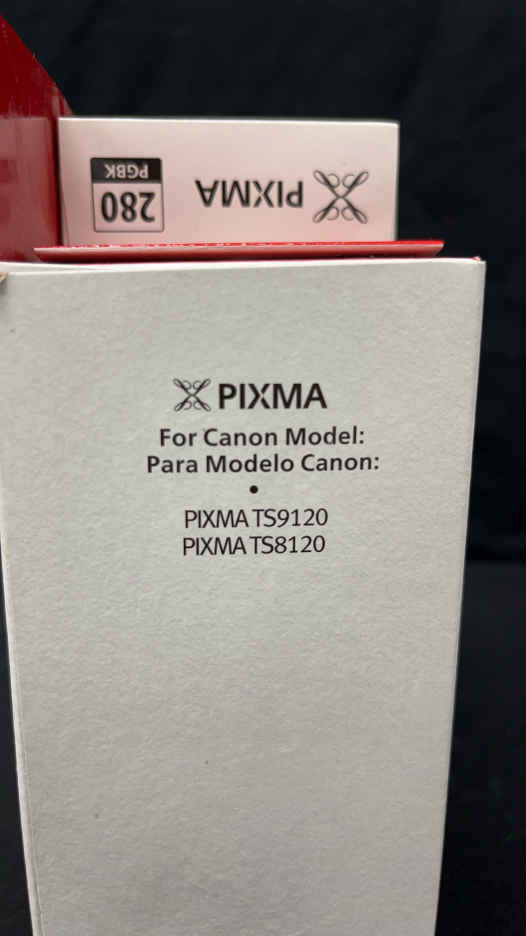 PGBK
280
PIXMA
PIXMA
For Canon Model:
Para Modelo Canon:
•
PIXMA TS9120
PIXMA TS8120